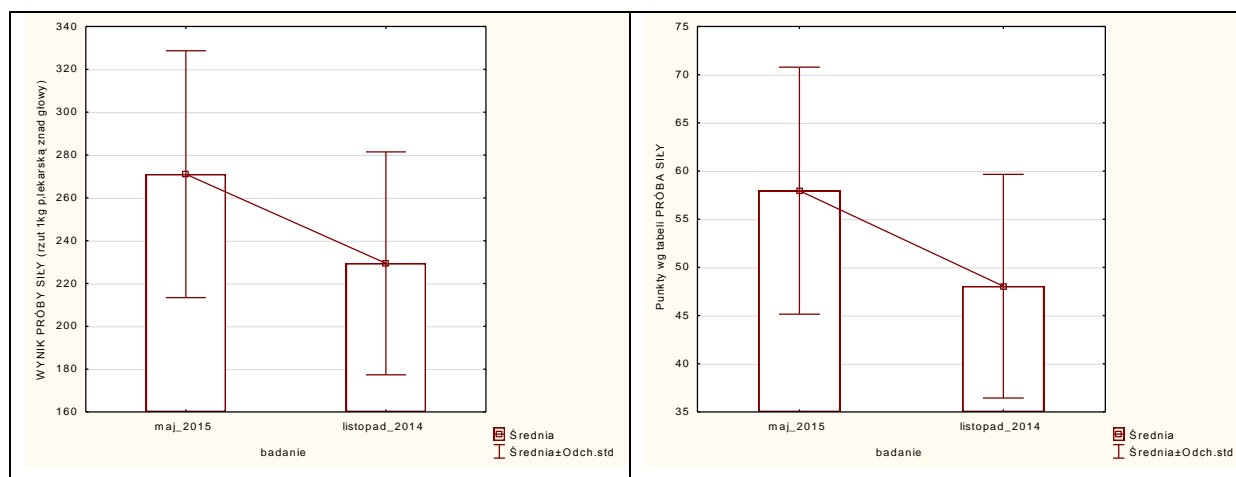 WYNIK PRÓBY SIŁY (rzut 1kg p.lekarską znad głowy)
340
320
300
280
260
240
220
200
180
160
maj_2015 listopad_2014
badanie
Średnia
Średnia±Odch.std
Punkty wg tabeli PRÓBA SIŁY
75
70
65
60
55
50
45
40
35
maj_2015 listopad_2014
badanie
Średnia
Średnia±Odch.std